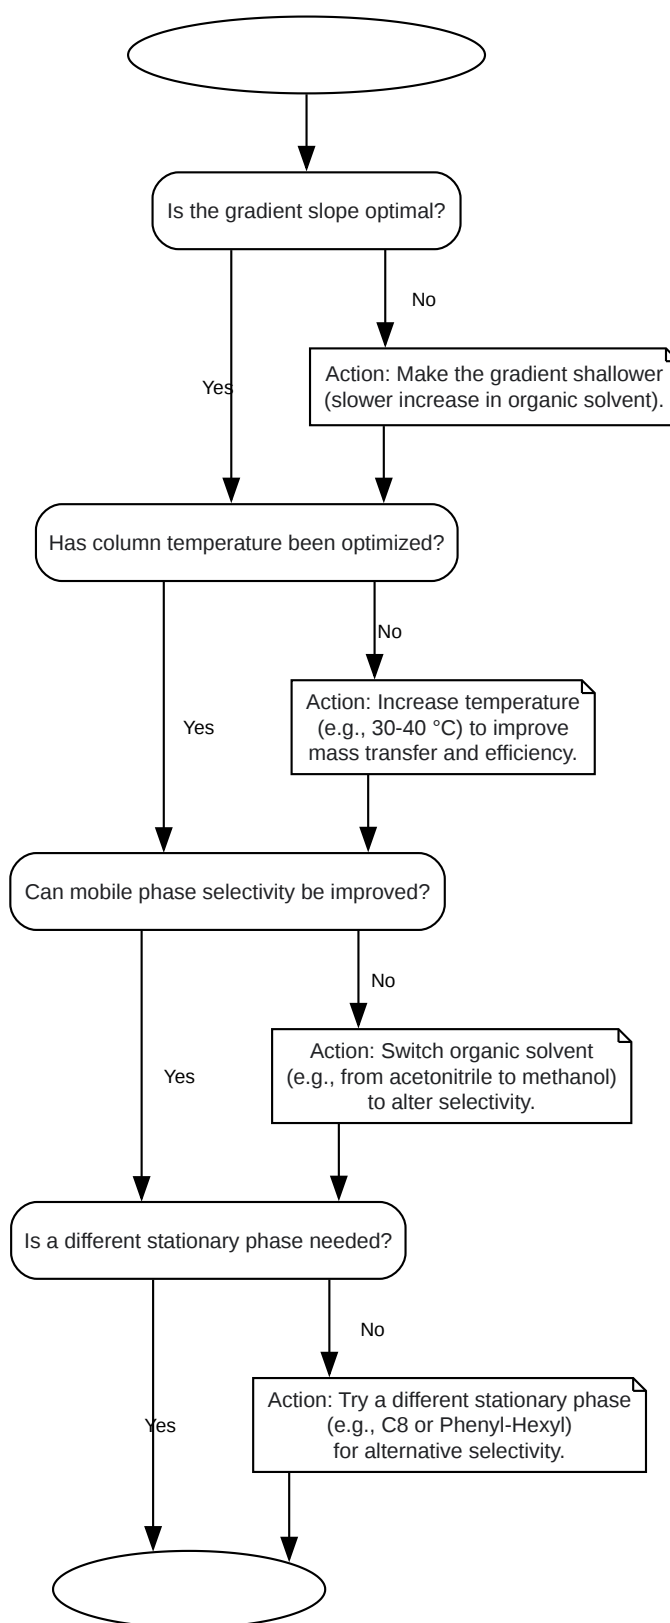 Is the gradient slope optimal?
No
Yes
Action: Make the gradient shallower
(slower increase in organic solvent).
Has column temperature been optimized?
No
Yes
Action: Increase temperature
(e.g., 30-40 °C) to improve
mass transfer and efficiency.
Can mobile phase selectivity be improved?
No
Yes
Action: Switch organic solvent
(e.g., from acetonitrile to methanol)
to alter selectivity.
Is a different stationary phase needed?
No
Yes
Action: Try a different stationary phase
(e.g., C8 or Phenyl-Hexyl)
for alternative selectivity.